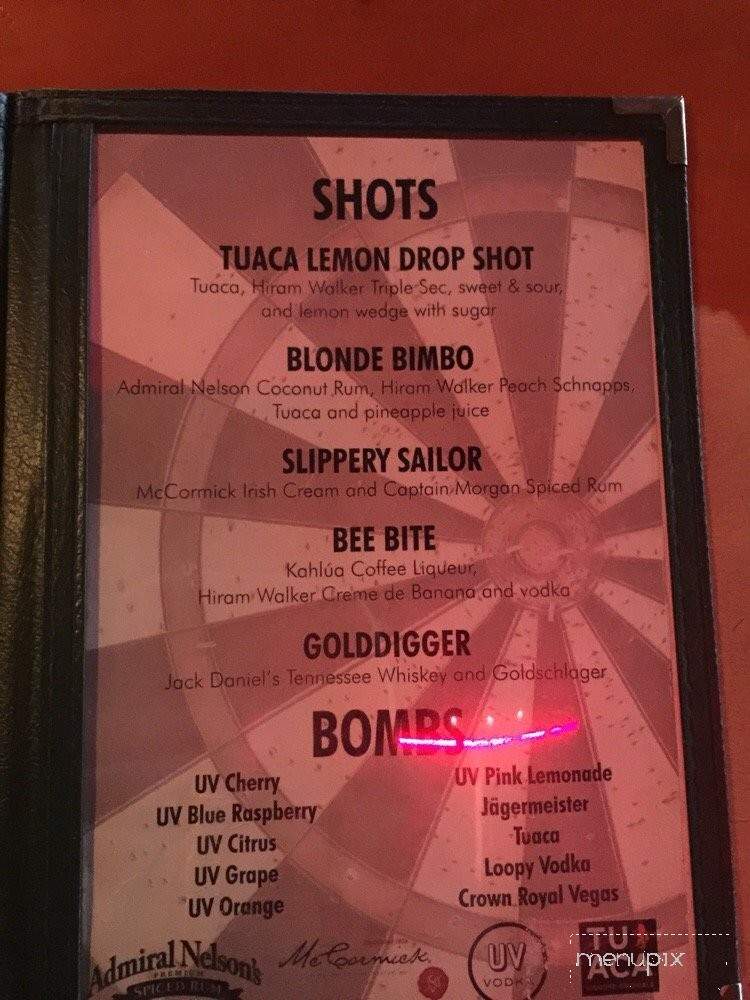 SHOTS
TUACA LEMON DROP SHOT
Tuaca, Hiram Walker Triple Sec, sweet & sour,
and lemon wedge with sugar
BLONDE BIMBO
Admiral Nelson Coconut Rum, Hiram Walker Peach Schnapps,
Tuaca and pineapple juice
SLIPPERY SAILOR
McCormick Irish Cream and Captain Morgan Spiced Rum
BEE BITE
Kahlúa Coffee Liqueur,
Hiram Walker Creme de Banana and vodka
GOLDDIGGER
Jack Daniel's Tennessee Whiskey and Goldschlager
BOMBS
UV Cherry
UV Blue Raspberry
UV Citrus
UV Grape
UV Orange
UV Pink Lemonade
Jägermeister
Tuaca
Loopy Vodka
Crown Royal Vegas
Admiral Nelson's
PREMIUM
SPICED RUM
McCormick
UV
VODKA
TU
ACA
menupix